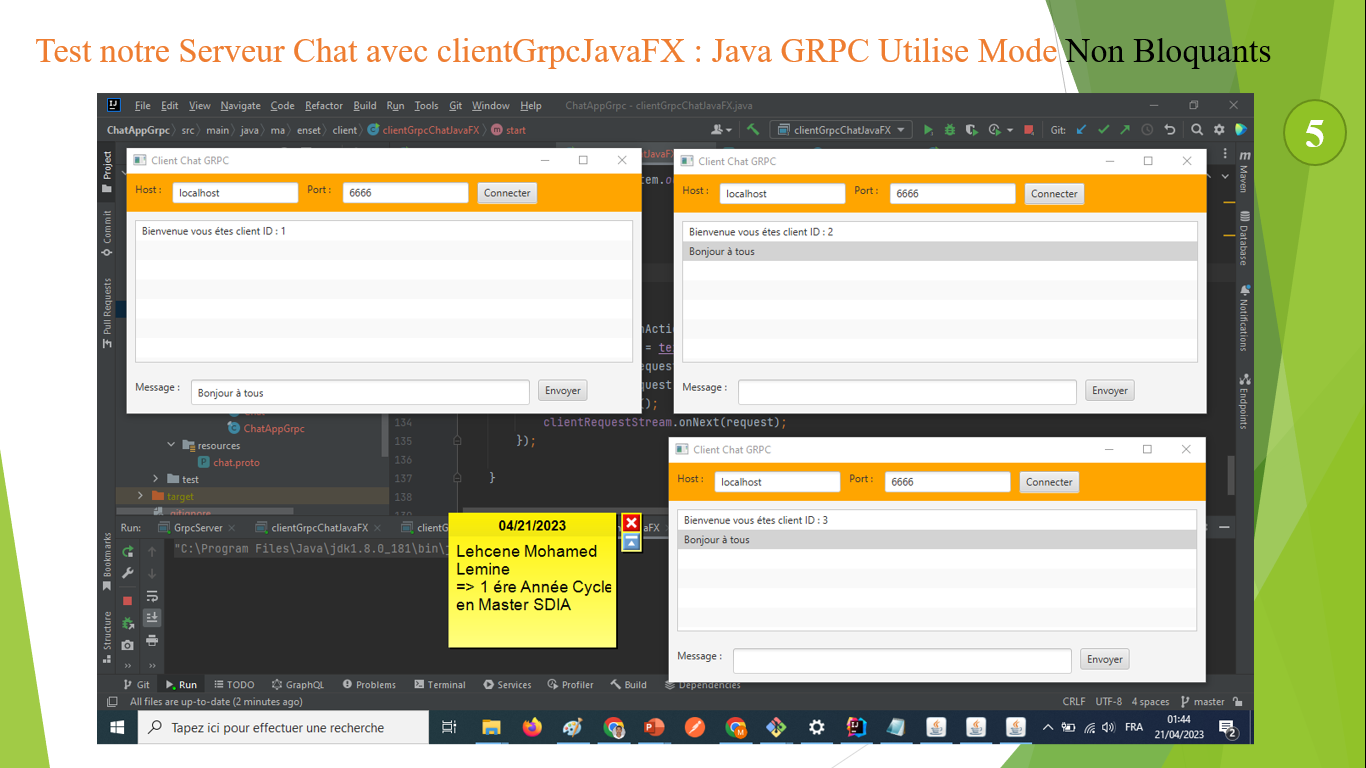 Test notre Serveur Chat avec clientGrpcJavaFX : Java GRPC Utilise Mode Non Bloquants
5
File Edit View Navigate Code Refactor Build Run Tools Git Window Help ChatAppGrpc - clientGrpcChatJavaFX.java
ChatAppGrpc src main java ma enset client clientGrpcChatJavaFX start clientGrpcChatJavaFX Git:
Project
Commit
Pull Requests
Bookmarks
Structure
Client Chat GRPC
Host : localhost Port : 6666 Connecter
Bienvenue vous étes client ID : 1
Message : Bonjour à tous Envoyer
Client Chat GRPC
Host : localhost Port : 6666 Connecter
Bienvenue vous étes client ID : 2
Bonjour à tous
Message : Envoyer
Maven
Database
Notifications
Endpoints
ChatAppGrpc
resources
chat.proto
test
target
.gitignore
134 clientRequestStream.onNext(request);
135 });
136
137 }
138
Client Chat GRPC
Host : localhost Port : 6666 Connecter
Bienvenue vous étes client ID : 3
Bonjour à tous
Message : Envoyer
Run: GrpcServer clientGrpcChatJavaFX
"C:\Program Files\Java\jdk1.8.0_181\bin\
04/21/2023
Lehcene Mohamed
Lemine
=> 1 ére Année Cycle
en Master SDIA
Git Run TODO GraphQL Problems Terminal Services Profiler Build Dependencies
All files are up-to-date (2 minutes ago) CRLF UTF-8 4 spaces master
Tapez ici pour effectuer une recherche FRA 01:44
21/04/2023 2